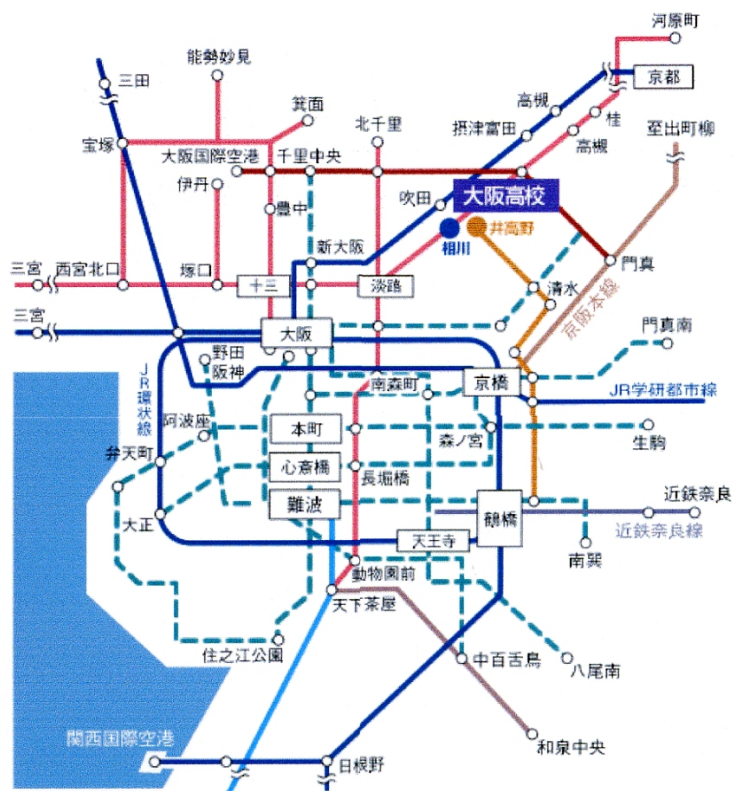 河原町
能勢妙見
京都
三田
箕面
高槻
桂
北千里
摂津富田
高槻
至出町柳
宝塚
大阪国際空港
千里中央
伊丹
吹田
大阪高校
豊中
相川
井高野
新大阪
門真
三宮
西宮北口
塚口
十三
淡路
清水
京阪本線
三宮
大阪
門真南
野田
阪神
JR環状線
南森町
京橋
JR学研都市線
阿波座
本町
森ノ宮
生駒
弁天町
心斎橋
長堀橋
難波
鶴橋
近鉄奈良
大正
近鉄奈良線
天王寺
南巽
動物園前
天下茶屋
住之江公園
中百舌鳥
八尾南
関西国際空港
日根野
和泉中央